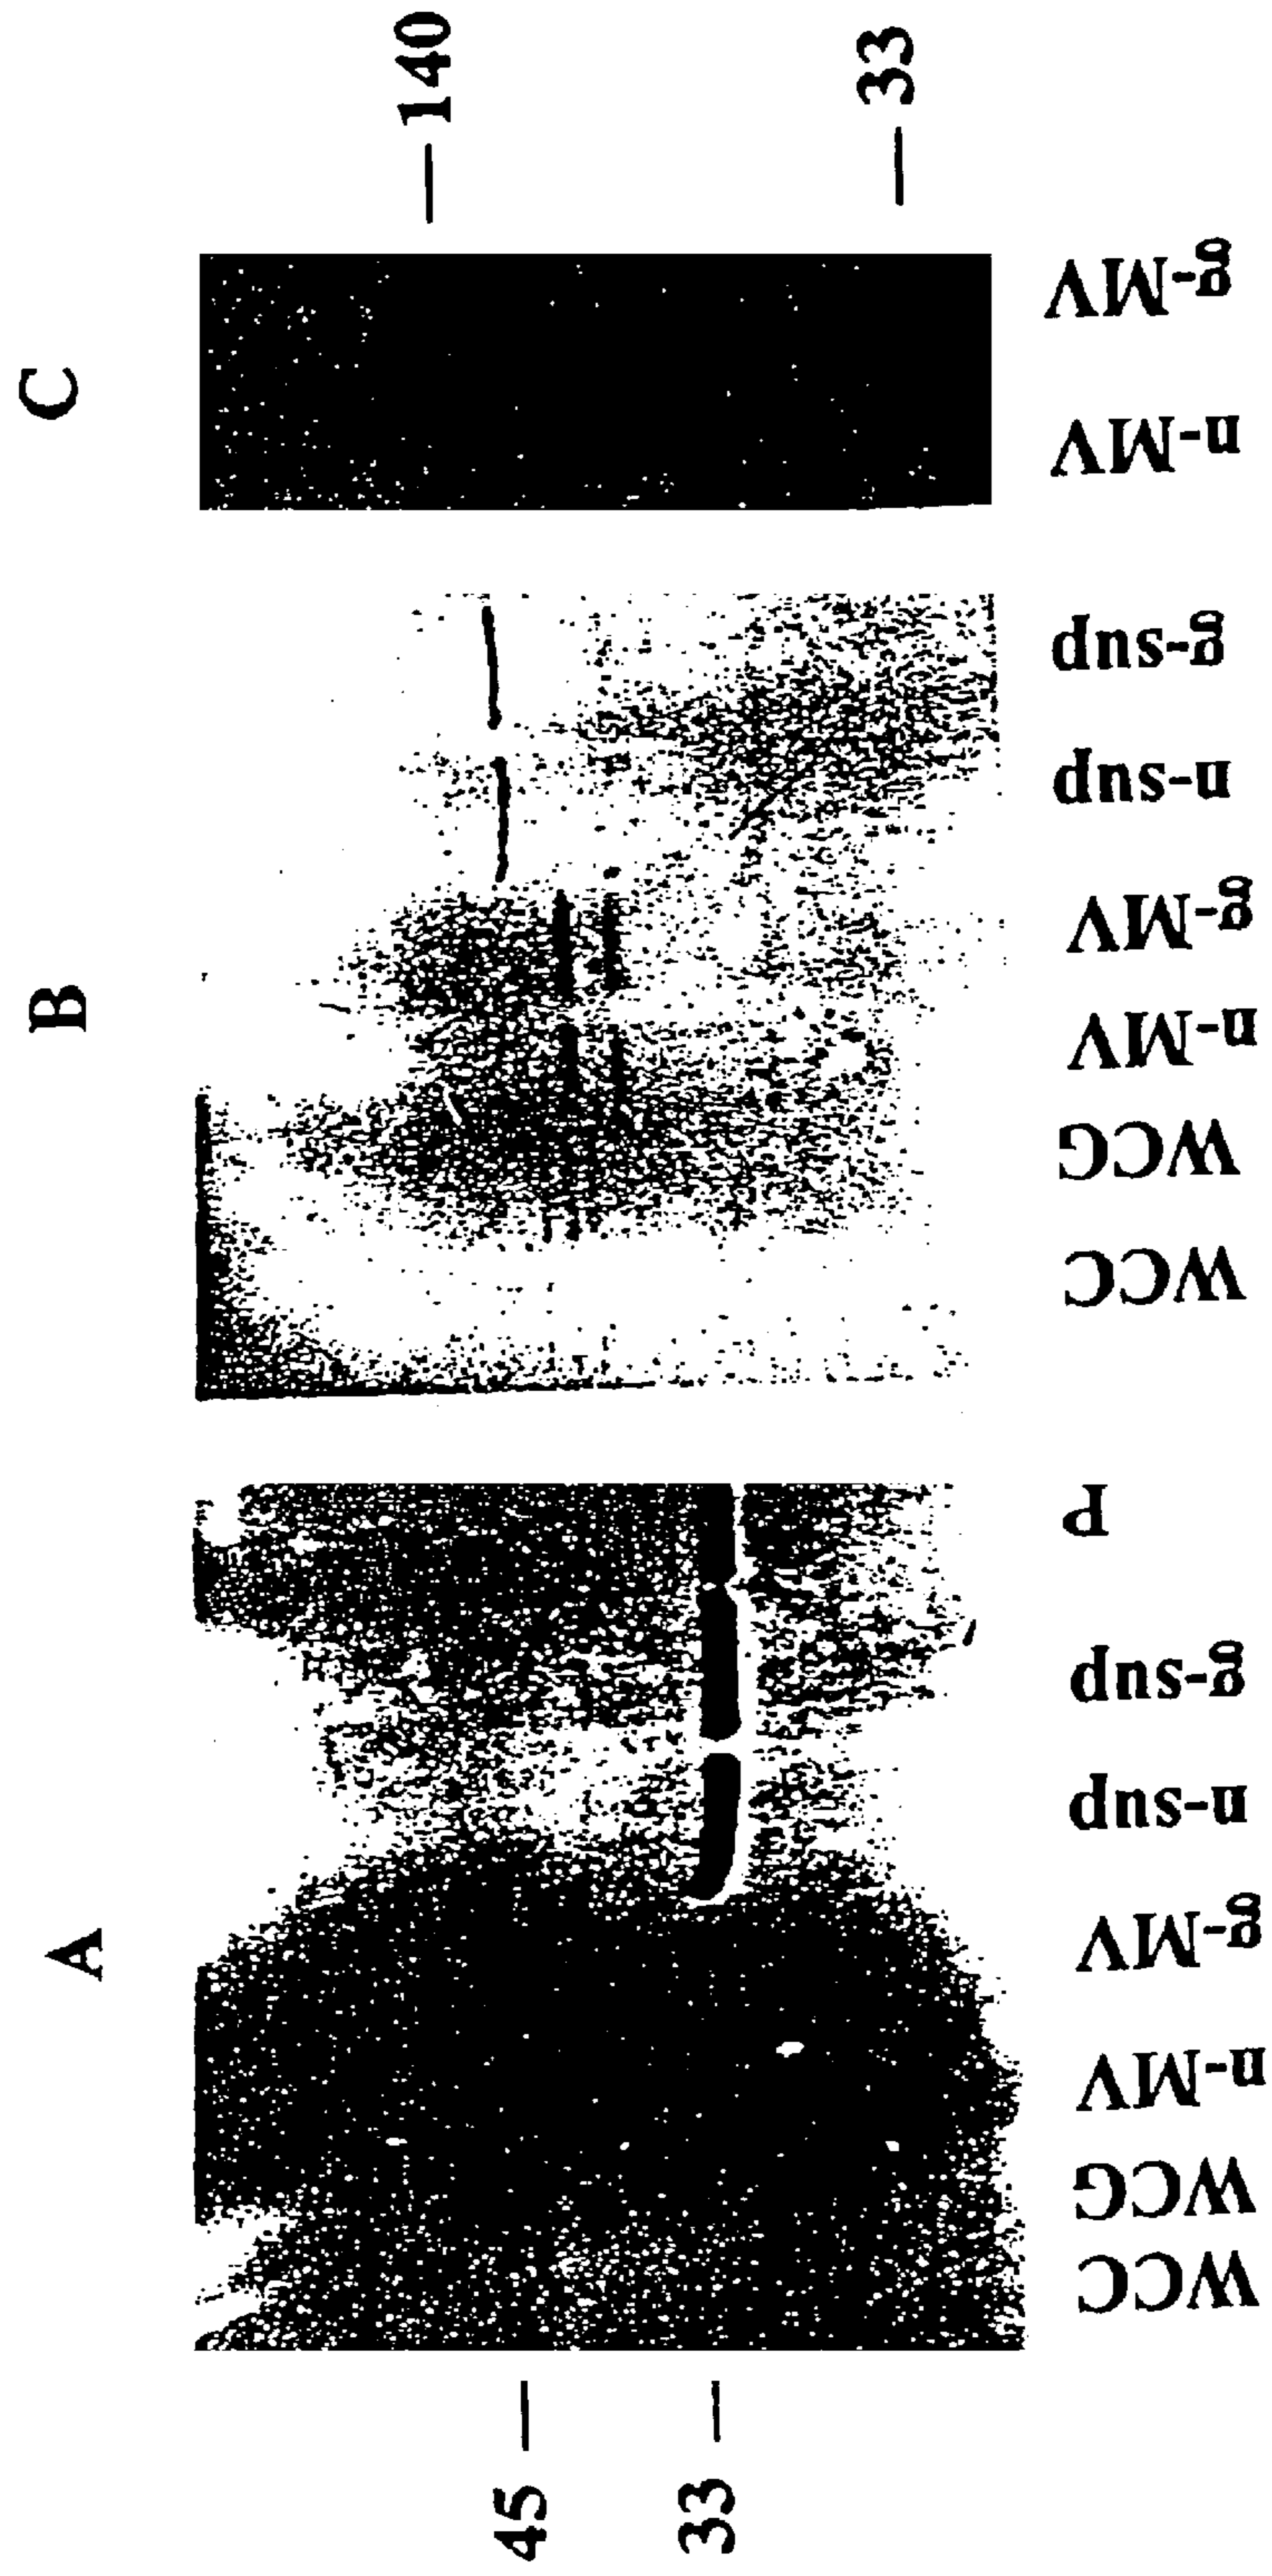 A
B
C
45
33
140
33
WCC
WCG
n-MV
g-MV
n-sup
g-sup
P
WCC
WCG
n-MV
g-MV
n-sup
g-sup
n-MV
g-MV